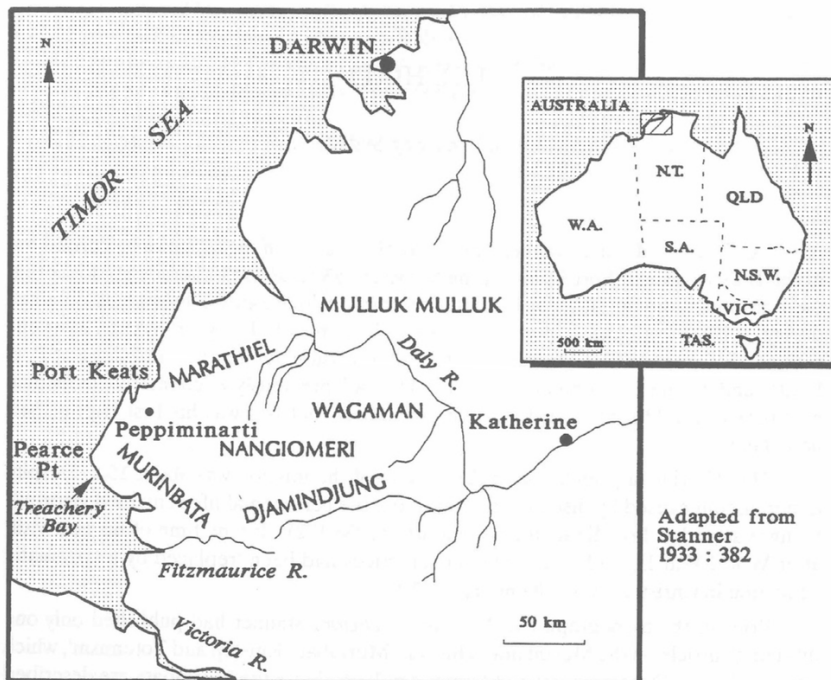 N
DARWIN
TIMOR SEA
MULLUK MULLUK
MARATHIEL
Daly R.
Port Keats
Peppiminarti
WAGAMAN
Katherine
NANGIOMERI
Pearce
Pt
MURINBATA
DJAMINDJUNG
Treachery
Bay
Fitzmaurice R.
Victoria R.
50 km
AUSTRALIA
N
N.T.
QLD
W.A.
S.A.
N.S.W.
VIC.
TAS.
500 km
Adapted from
Stanner
1933 : 382